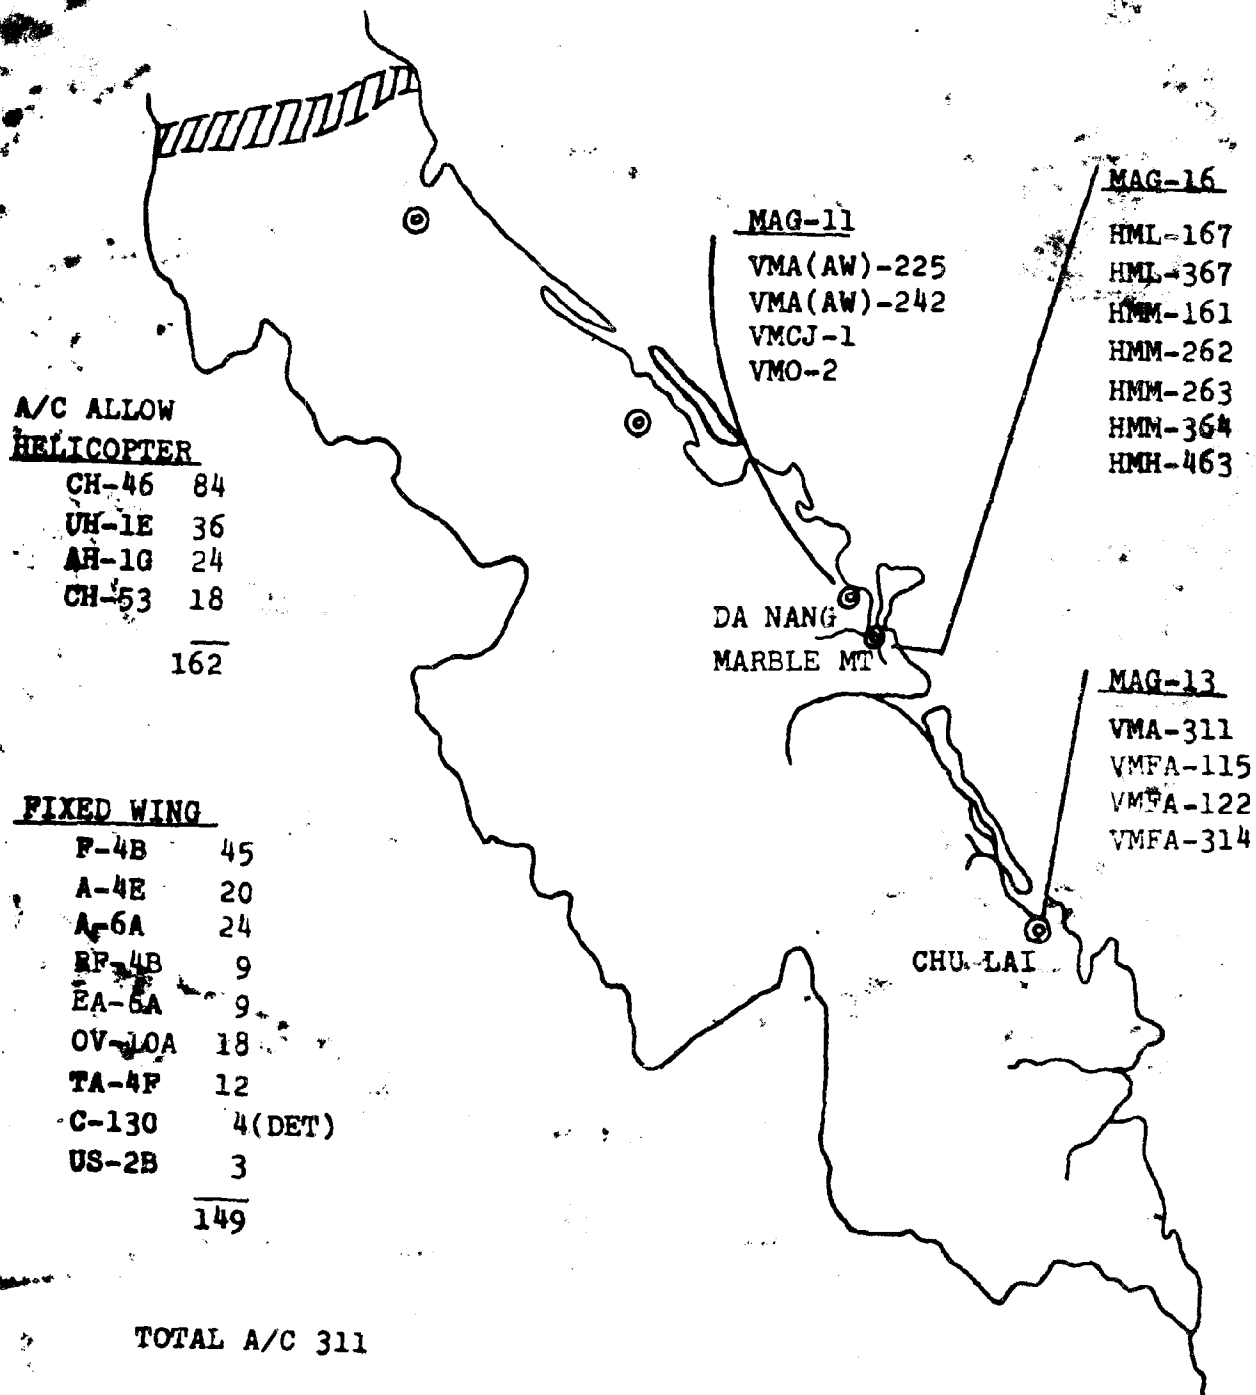 MAG-16
HML-167
HML-367
HMM-161
HMM-262
HMM-263
HMM-364
HMH-463
MAG-11
VMA(AW)-225
VMA(AW)-242
VMCJ-1
VMO-2
A/C ALLOW
HELICOPTER
CH-46 84
UH-1E 36
AH-1G 24
CH-53 18
162
DA NANG
MARBLE MT
MAG-13
VMA-311
VMFA-115
VMFA-122
VMFA-314
FIXED WING
F-4B 45
A-4E 20
A-6A 24
RF-4B 9
EA-6A 9
OV-10A 18
TA-4F 12
C-130 4(DET)
US-2B 3
149
CHU LAI
TOTAL A/C 311